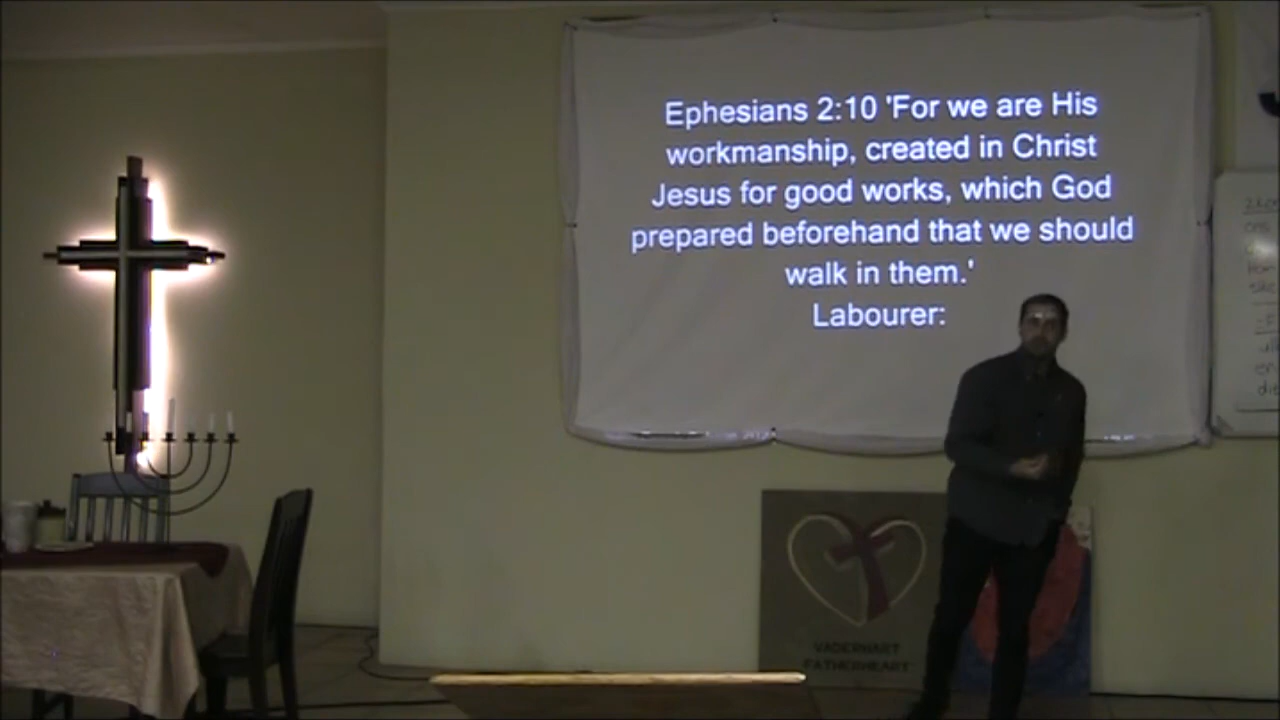 Ephesians 2:10 'For we are His
workmanship, created in Christ
Jesus for good works, which God
prepared beforehand that we should
walk in them.'
Labourer:
VADERHART
FATHERHEART